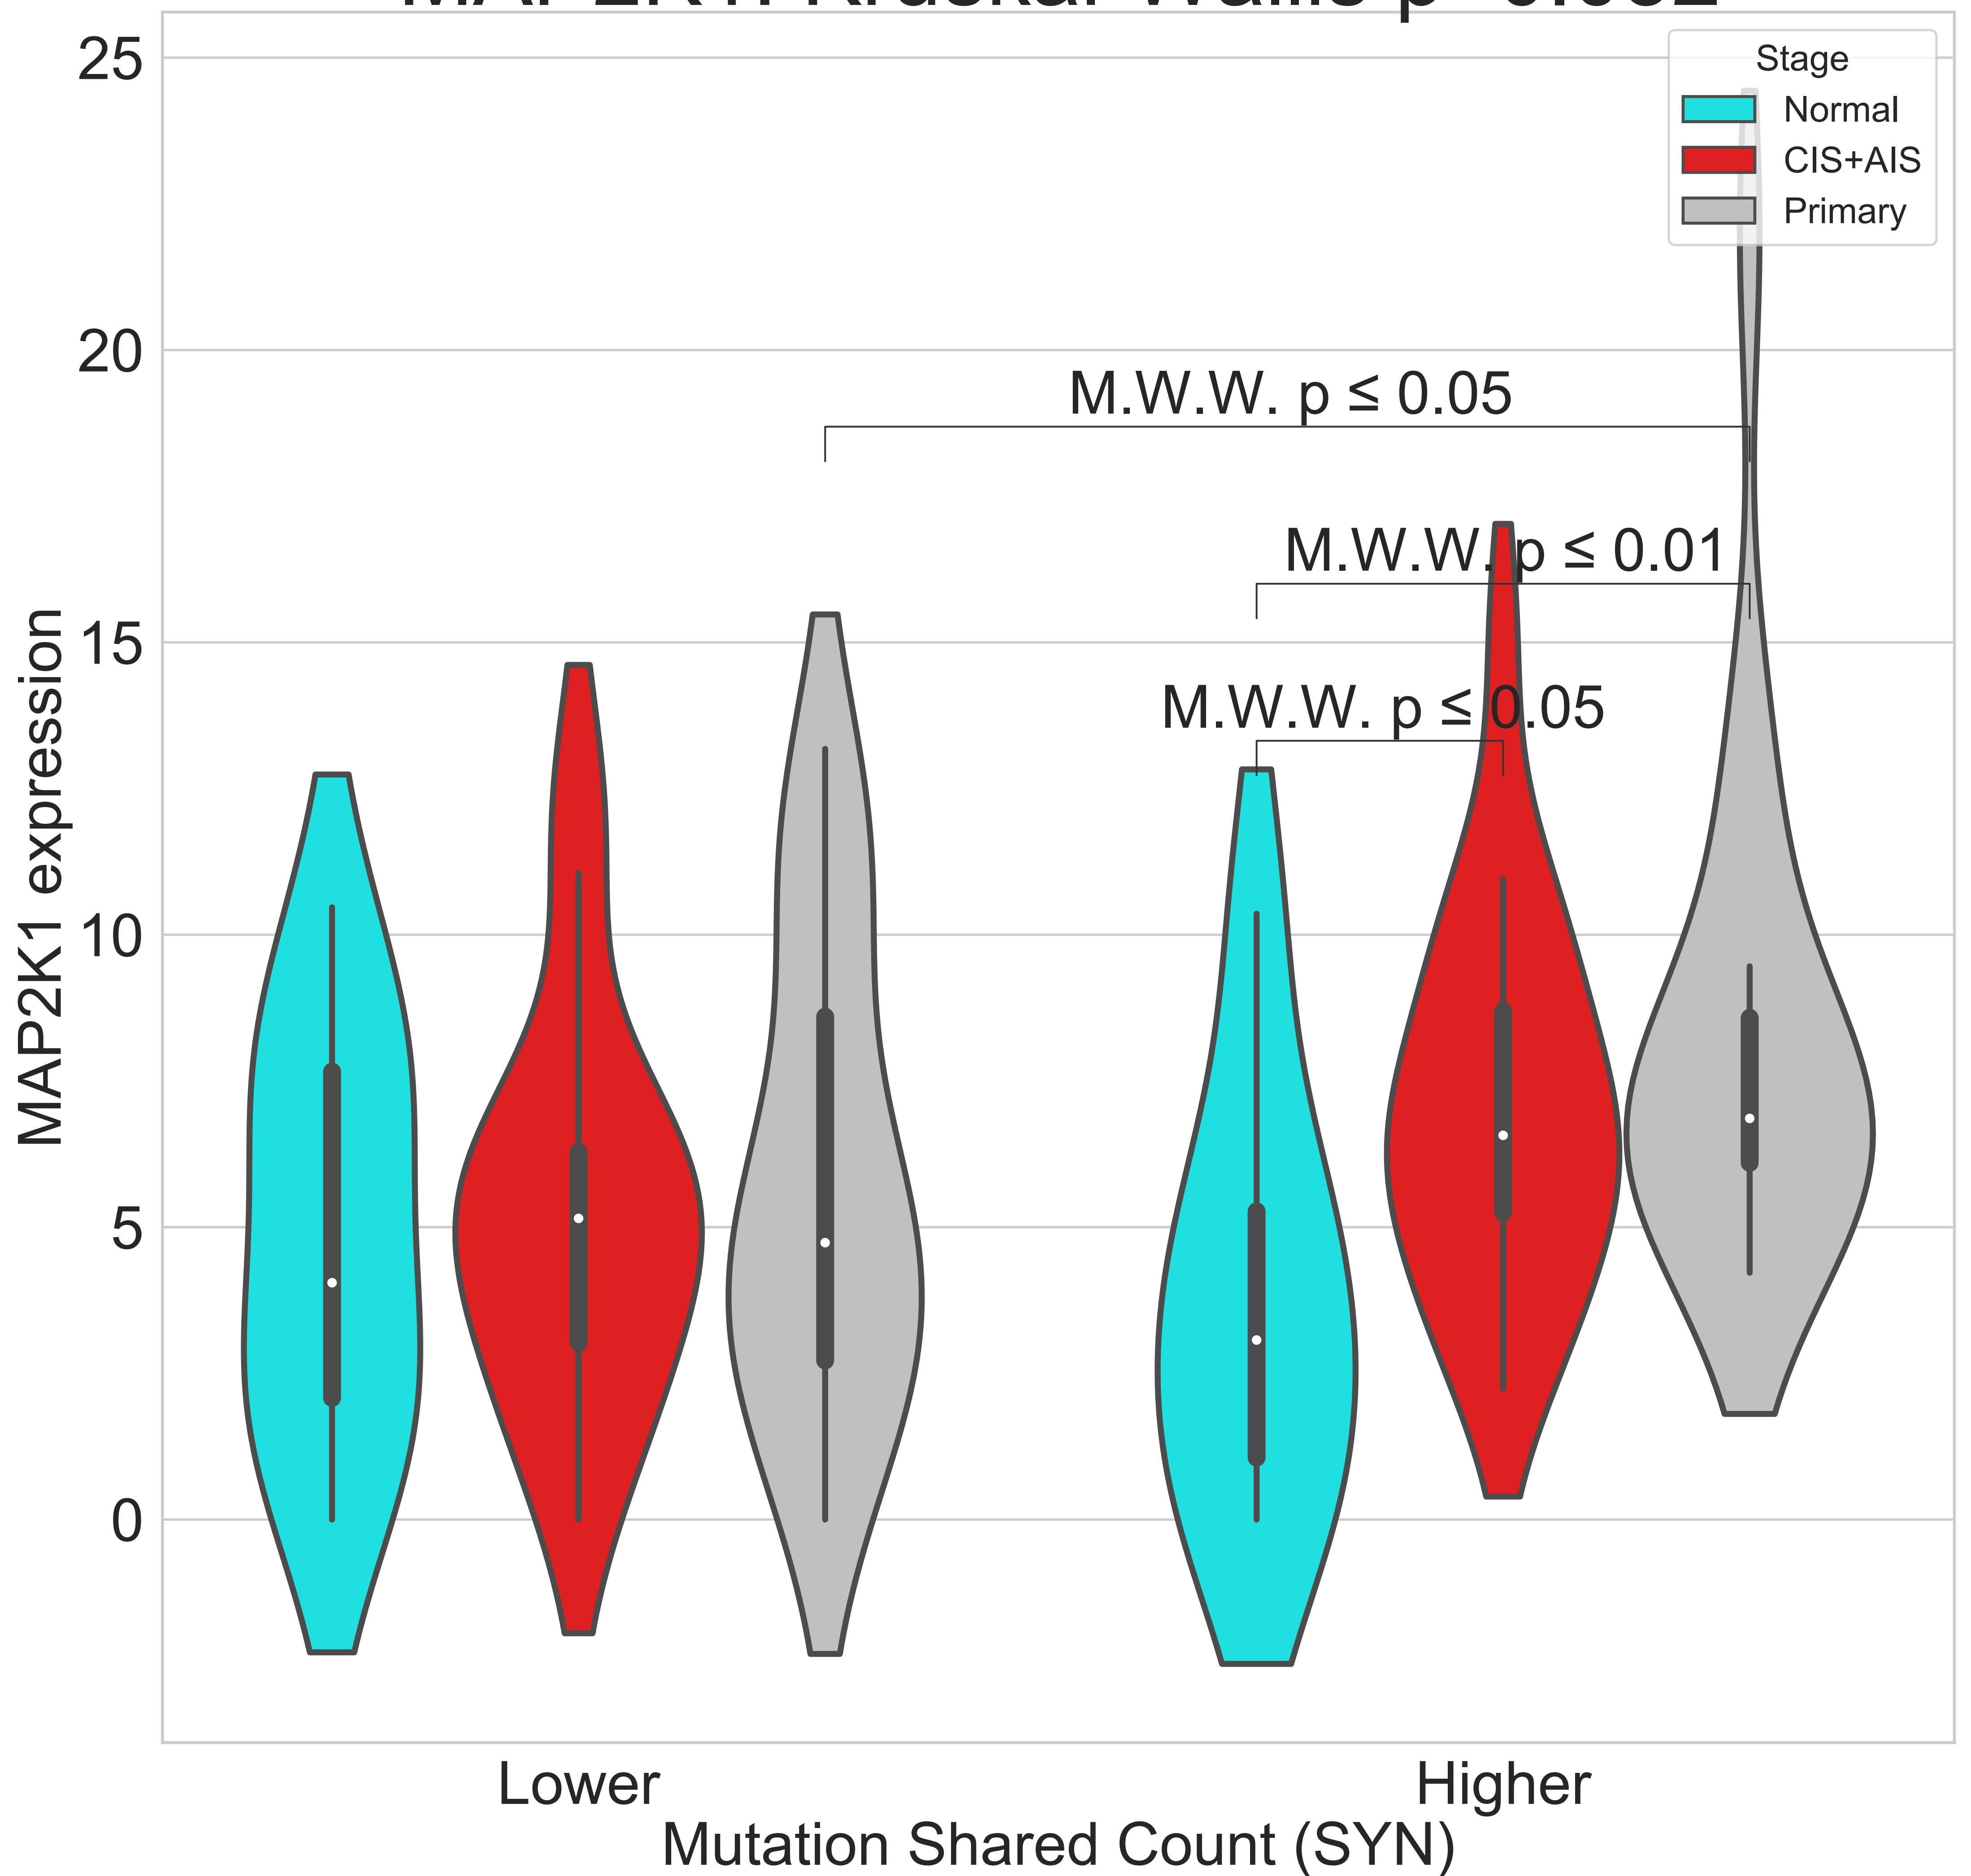 25
20
15
10
5
0
MAP2K1 expression
Stage
Normal
CIS+AIS
Primary
M.W.W. p ≤ 0.05
M.W.W. p ≤ 0.01
M.W.W. p ≤ 0.05
Lower
Higher
Mutation Shared Count (SYN)